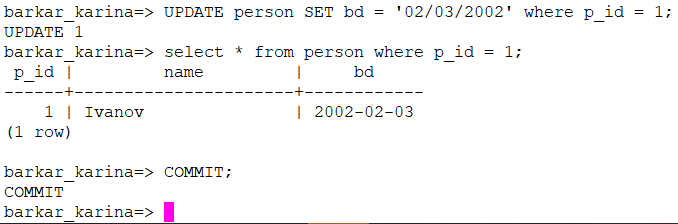 barkar_karina=> UPDATE person SET bd = '02/03/2002' where p_id = 1;
UPDATE 1
barkar_karina=> select * from person where p_id = 1;
 p_id |         name         |     bd
------+----------------------+------------
    1 | Ivanov               | 2002-02-03
(1 row)

barkar_karina=> COMMIT;
COMMIT
barkar_karina=>